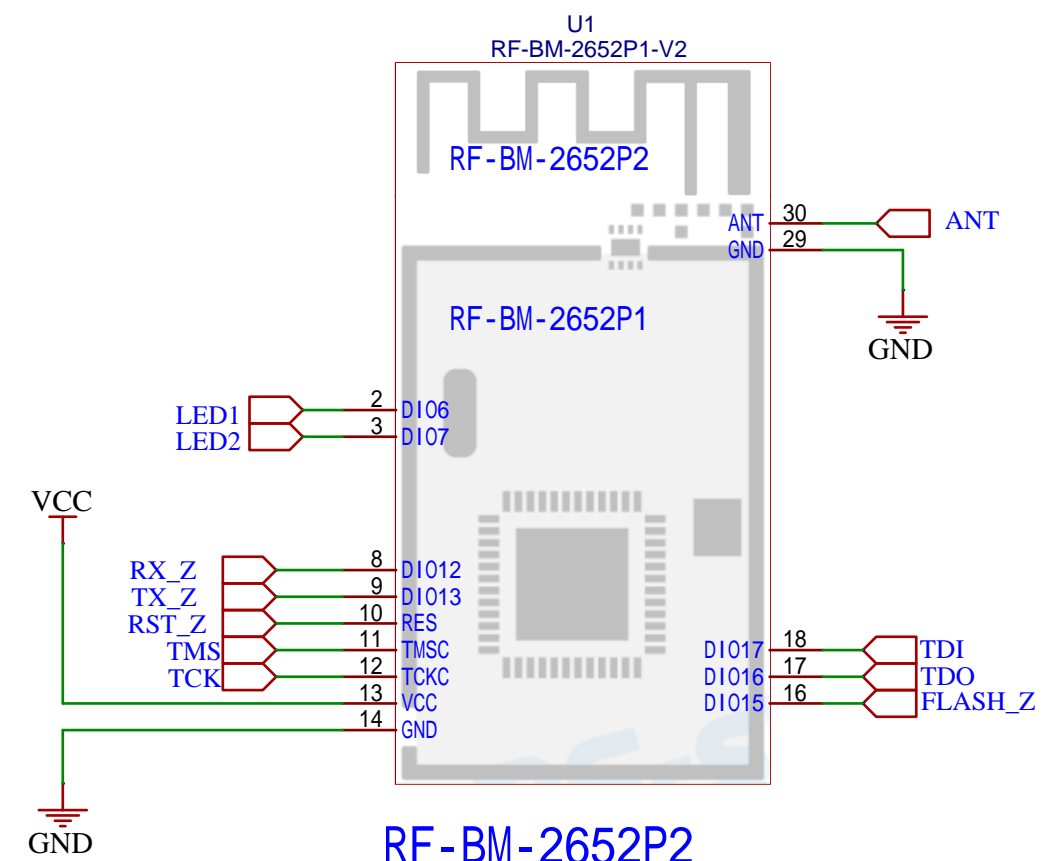 U1
RF-BM-2652P1-V2
RF-BM-2652P2
ANT 30 ANT
GND 29
GND
RF-BM-2652P1
LED1 2 DIO6
LED2 3 DIO7
VCC
RX_Z 8 DIO12
TX_Z 9 DIO13
RST_Z 10 RES
TMS 11 TMSC
TCK 12 TCKC
13 VCC
14 GND
DIO17 18 TDI
DIO16 17 TDO
DIO15 16 FLASH_Z
GND
RF-BM-2652P2